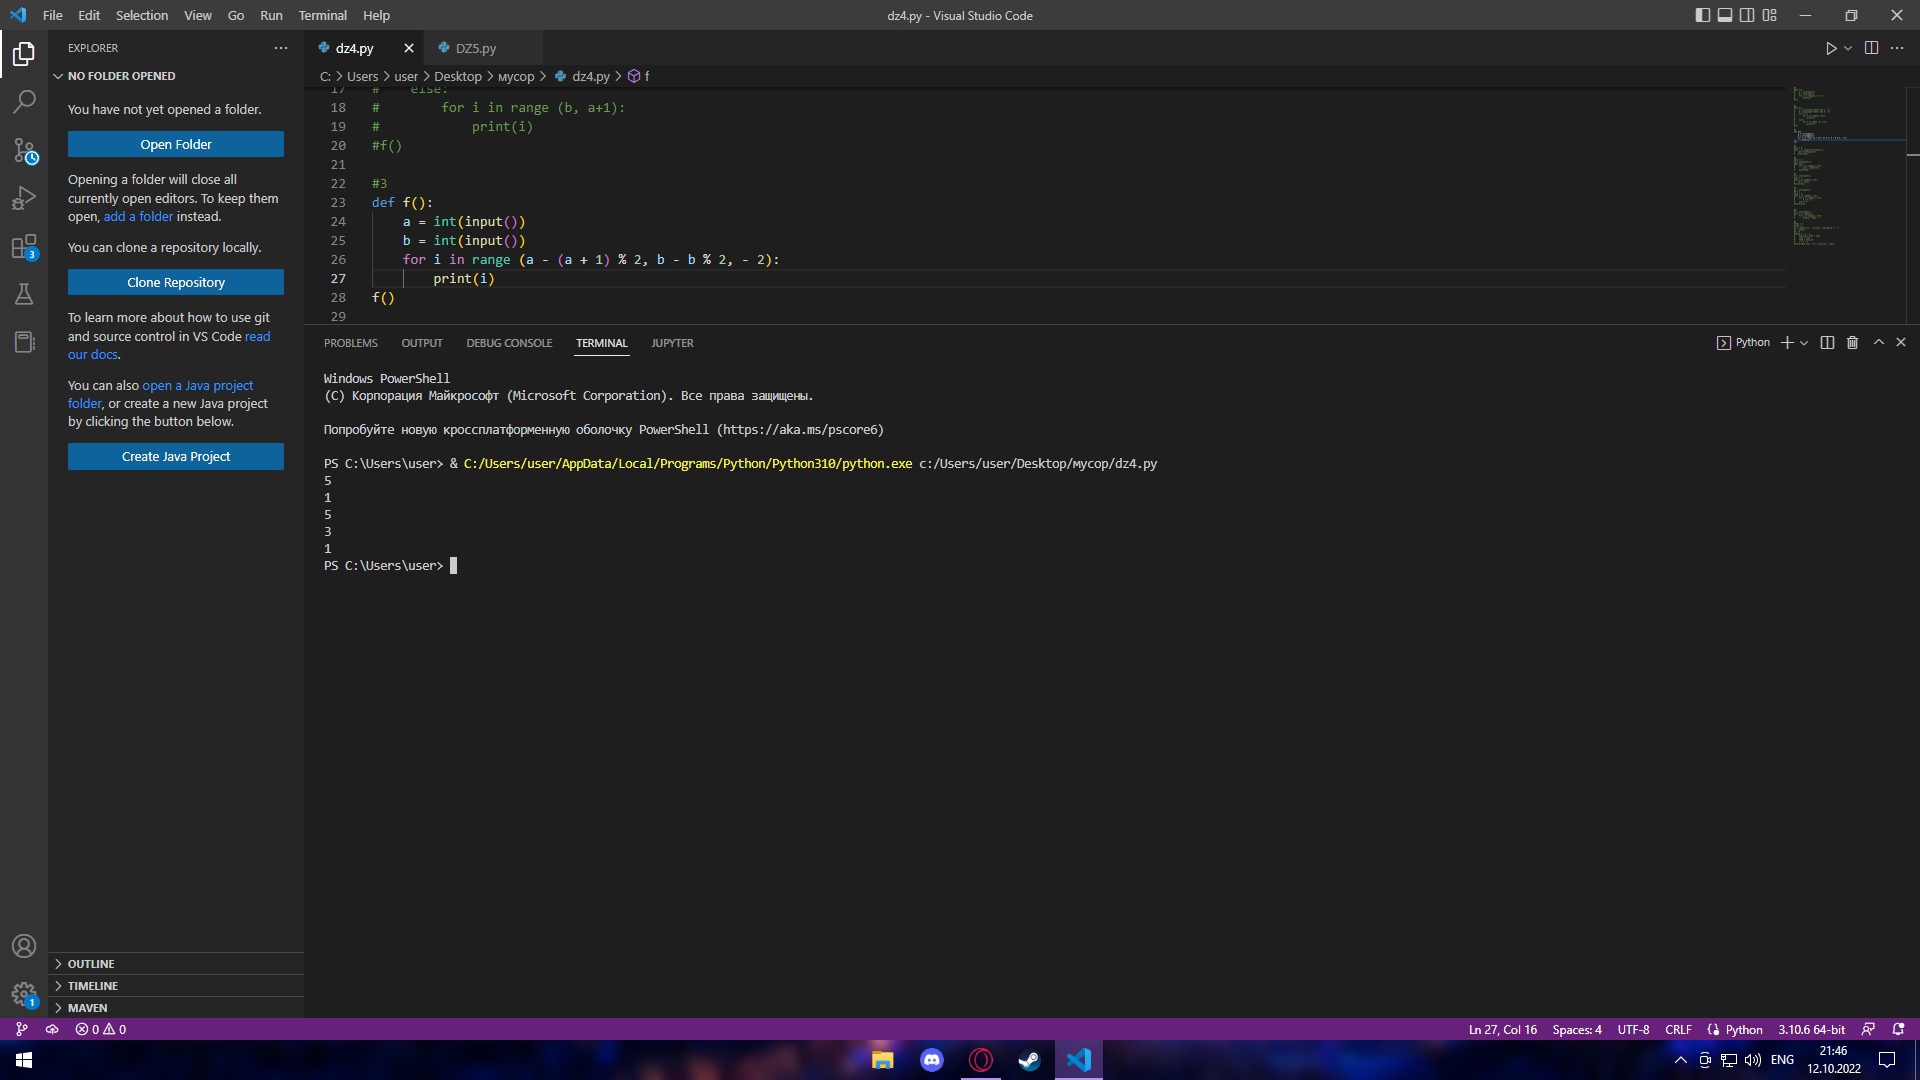 File Edit Selection View Go Run Terminal Help
dz4.py - Visual Studio Code
EXPLORER
NO FOLDER OPENED
You have not yet opened a folder.
Open Folder
Opening a folder will close all
currently open editors. To keep them
open, add a folder instead.
You can clone a repository locally.
Clone Repository
To learn more about how to use git
and source control in VS Code read
our docs.
You can also open a Java project
folder, or create a new Java project
by clicking the button below.
Create Java Project
OUTLINE
TIMELINE
MAVEN
3
1
dz4.py DZ5.py
C: > Users > user > Desktop > мусор > dz4.py > f
17 # else:
18 # for i in range (b, a+1):
19 # print(i)
20 #f()
21
22 #3
23 def f():
24 a = int(input())
25 b = int(input())
26 for i in range (a - (a + 1) % 2, b - b % 2, - 2):
27 print(i)
28 f()
29
PROBLEMS OUTPUT DEBUG CONSOLE TERMINAL JUPYTER
Python
Windows PowerShell
(C) Корпорация Майкрософт (Microsoft Corporation). Все права защищены.
Попробуйте новую кроссплатформенную оболочку PowerShell (https://aka.ms/pscore6)
PS C:\Users\user> & C:/Users/user/AppData/Local/Programs/Python/Python310/python.exe c:/Users/user/Desktop/мусор/dz4.py
5
1
5
3
1
PS C:\Users\user>
0 0
Ln 27, Col 16 Spaces: 4 UTF-8 CRLF Python 3.10.6 64-bit
ENG
21:46
12.10.2022